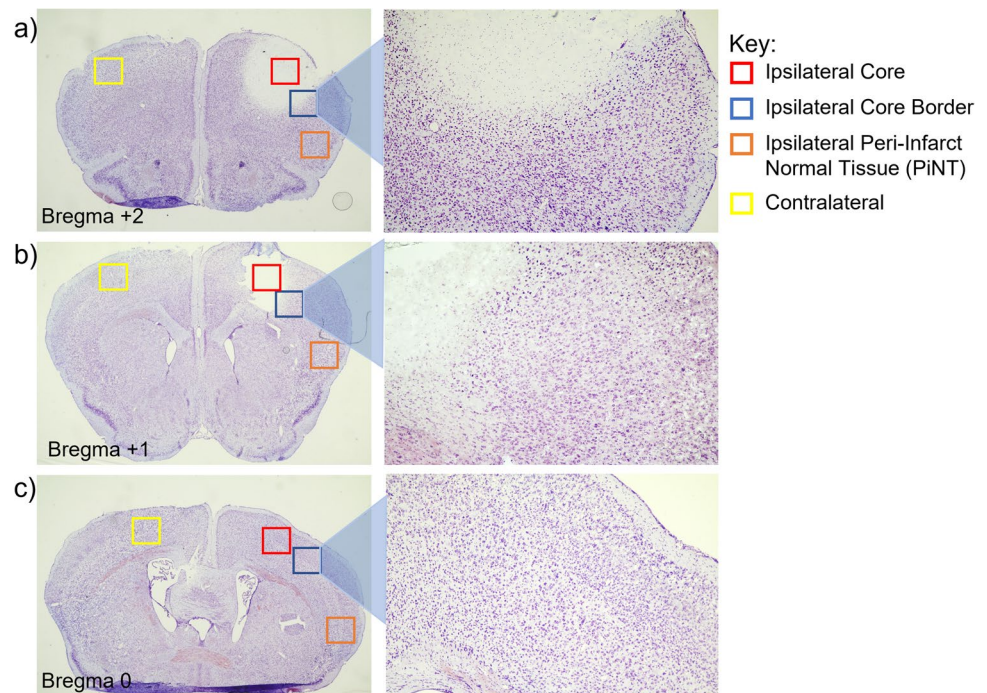 a)
Bregma +2
Key:
Ipsilateral Core
Ipsilateral Core Border
Ipsilateral Peri-Infarct
Normal Tissue (PiNT)
Contralateral
b)
Bregma +1
c)
Bregma 0